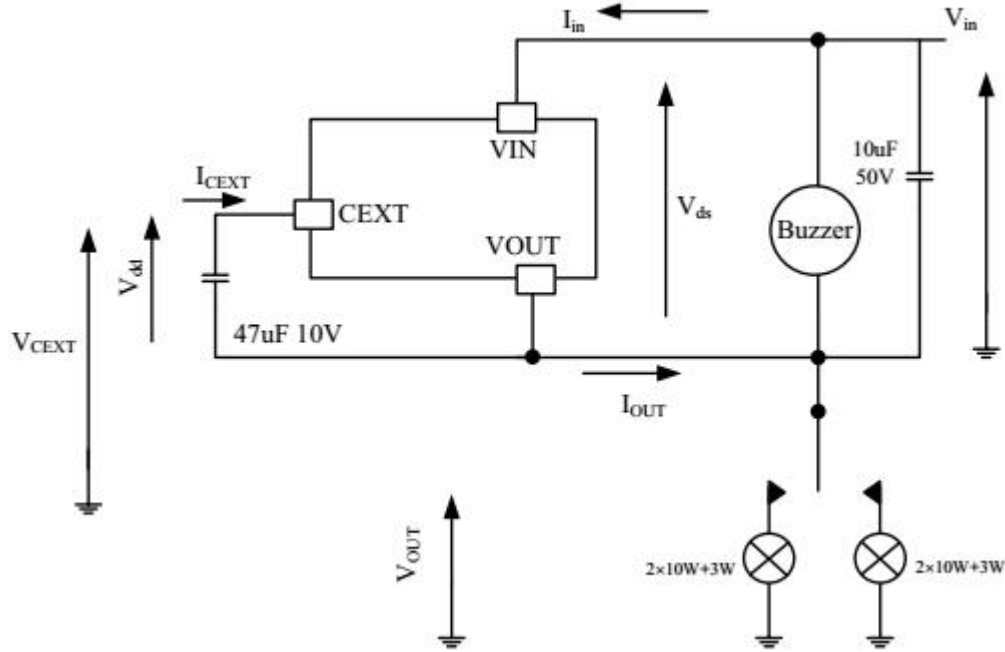 I_in
V_in
VIN
10uF
50V
I_CEXT
CEXT
V_ds
VOUT
Buzzer
V_dd
47uF 10V
V_CEXT
I_OUT
V_OUT
2×10W+3W
2×10W+3W